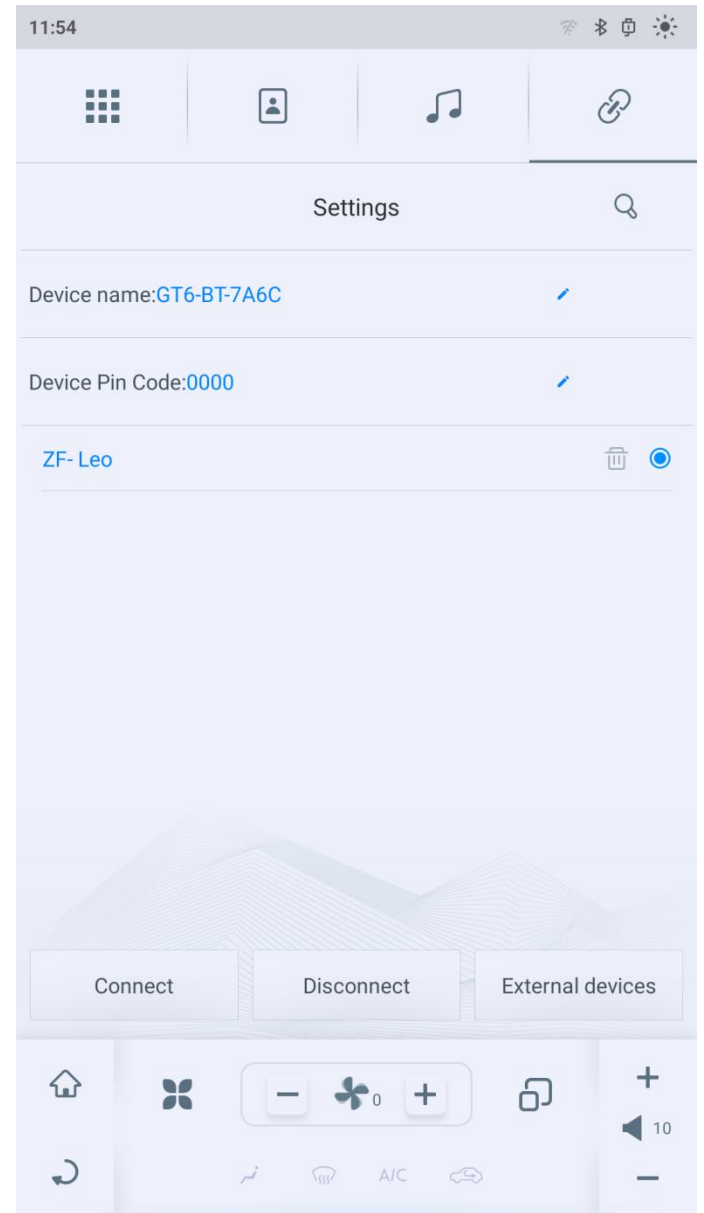 11:54
Settings
Device name:GT6-BT-7A6C
Device Pin Code:0000
ZF- Leo
Connect
Disconnect
External devices
0
10
A/C